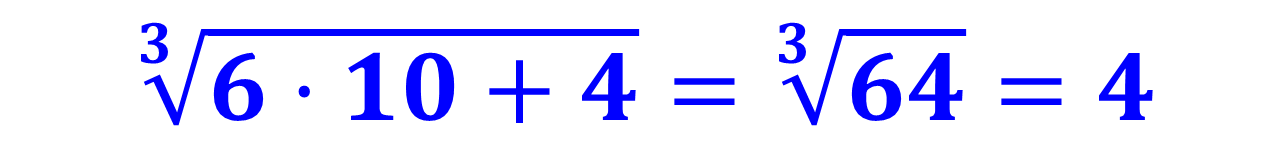 ∛(6 · 10 + 4) = ∛64 = 4